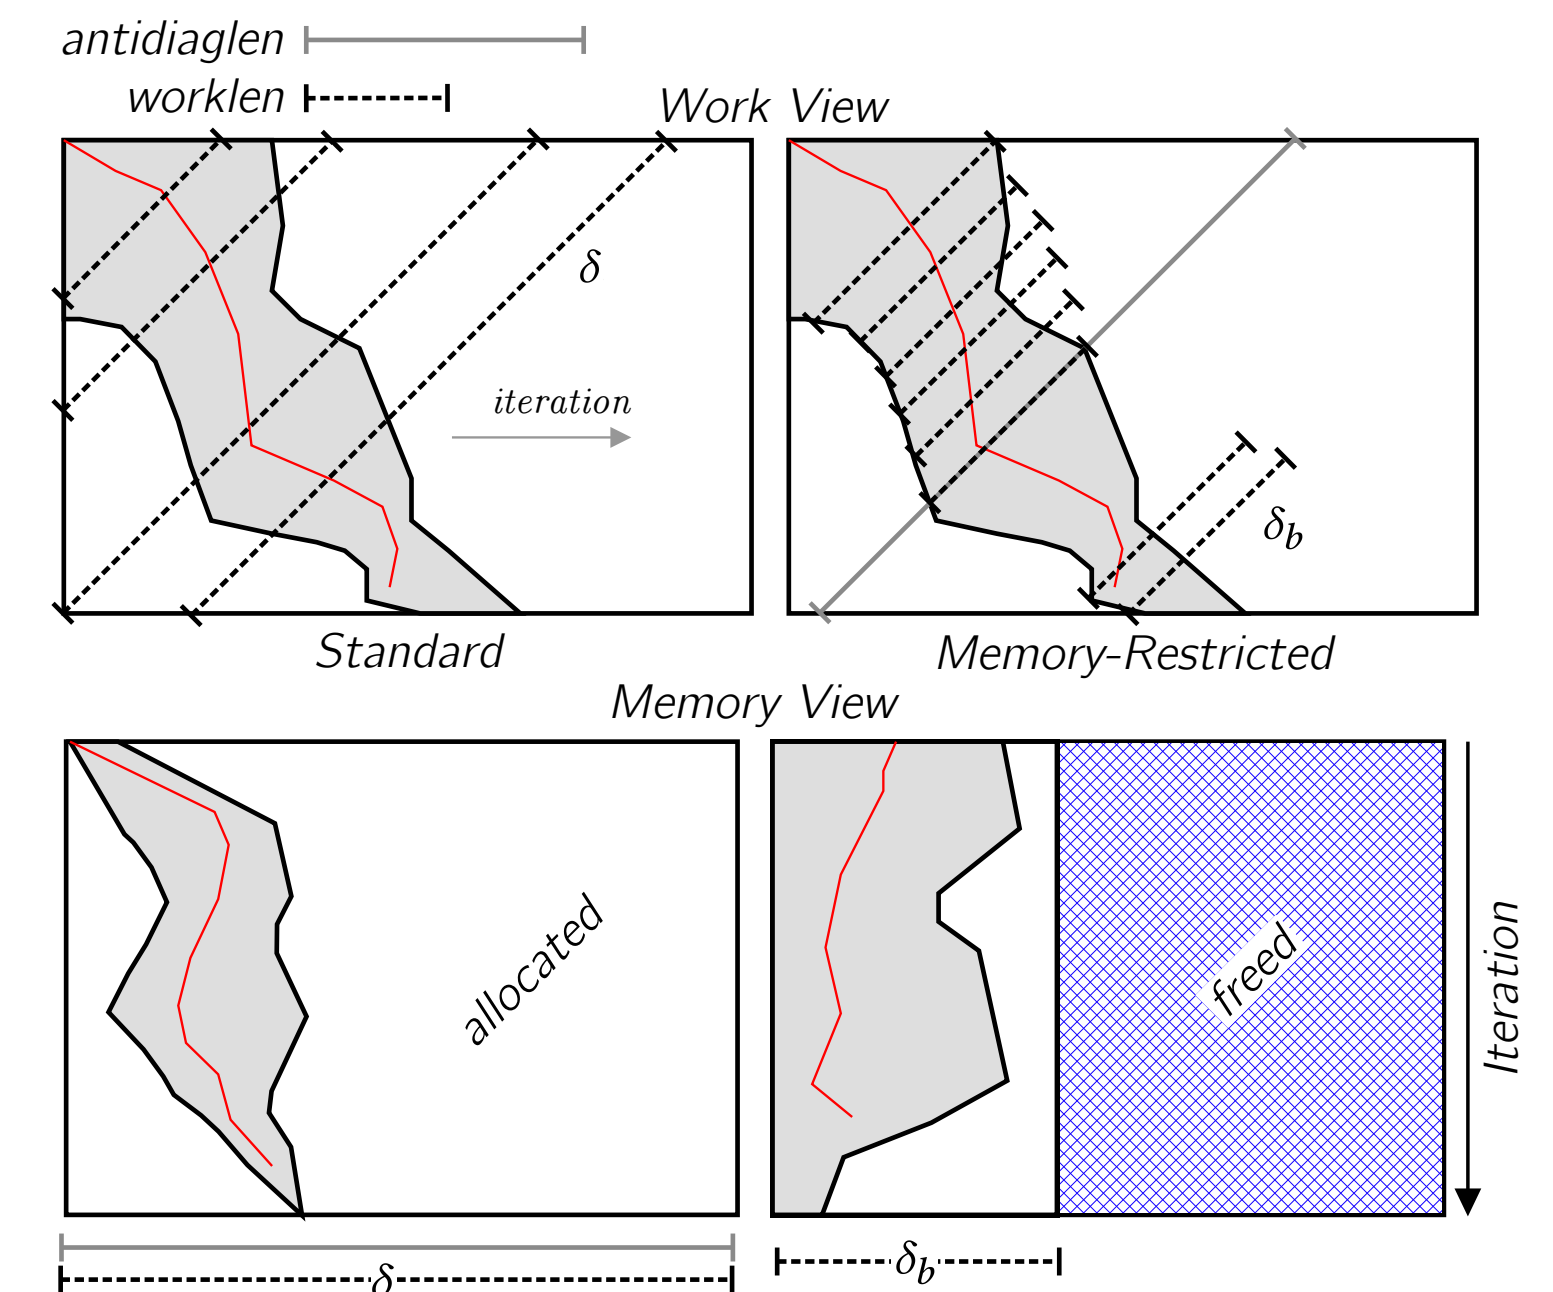 antidiaglen
worklen
Work View
δ
iteration
δb
Standard
Memory-Restricted
Memory View
allocated
freed
Iteration
δ
δb